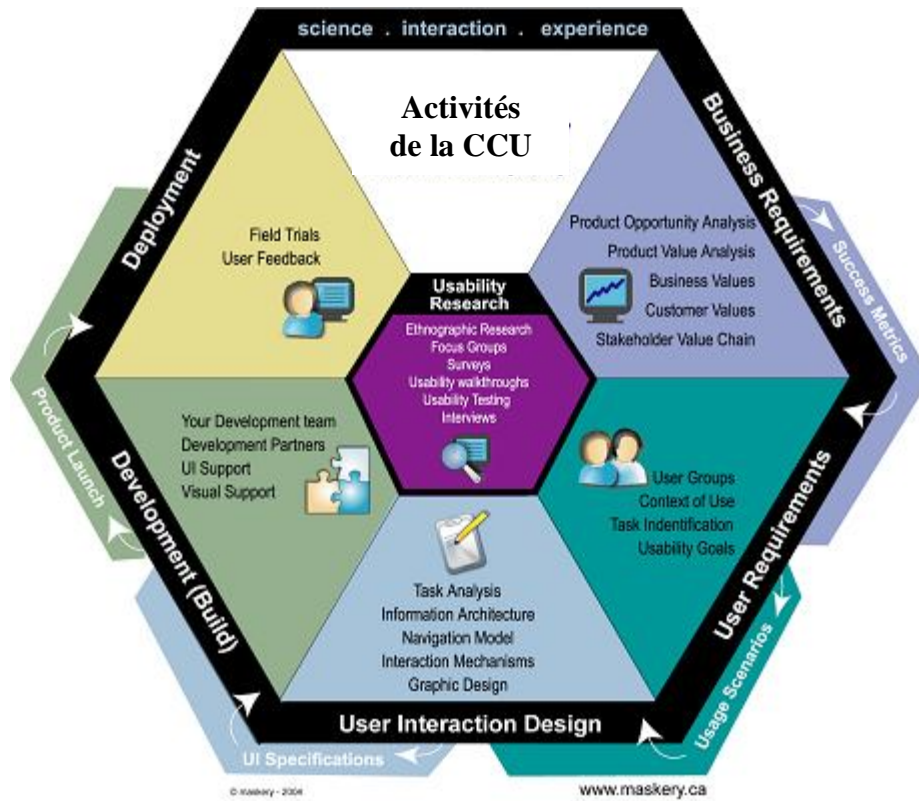 science . interaction . experience
Activités
de la CCU
Business Requirements
Product Opportunity Analysis
Product Value Analysis
Business Values
Customer Values
Stakeholder Value Chain
Success Metrics
User Requirements
User Groups
Context of Use
Task Indentification
Usability Goals
Usage Scenarios
User Interaction Design
Task Analysis
Information Architecture
Navigation Model
Interaction Mechanisms
Graphic Design
UI Specifications
Development (Build)
Your Development team
Development Partners
UI Support
Visual Support
Product Launch
Deployment
Field Trials
User Feedback
Usability
Research
Ethnographic Research
Focus Groups
Surveys
Usability walkthroughs
Usability Testing
Interviews
© maskery - 2004
www.maskery.ca